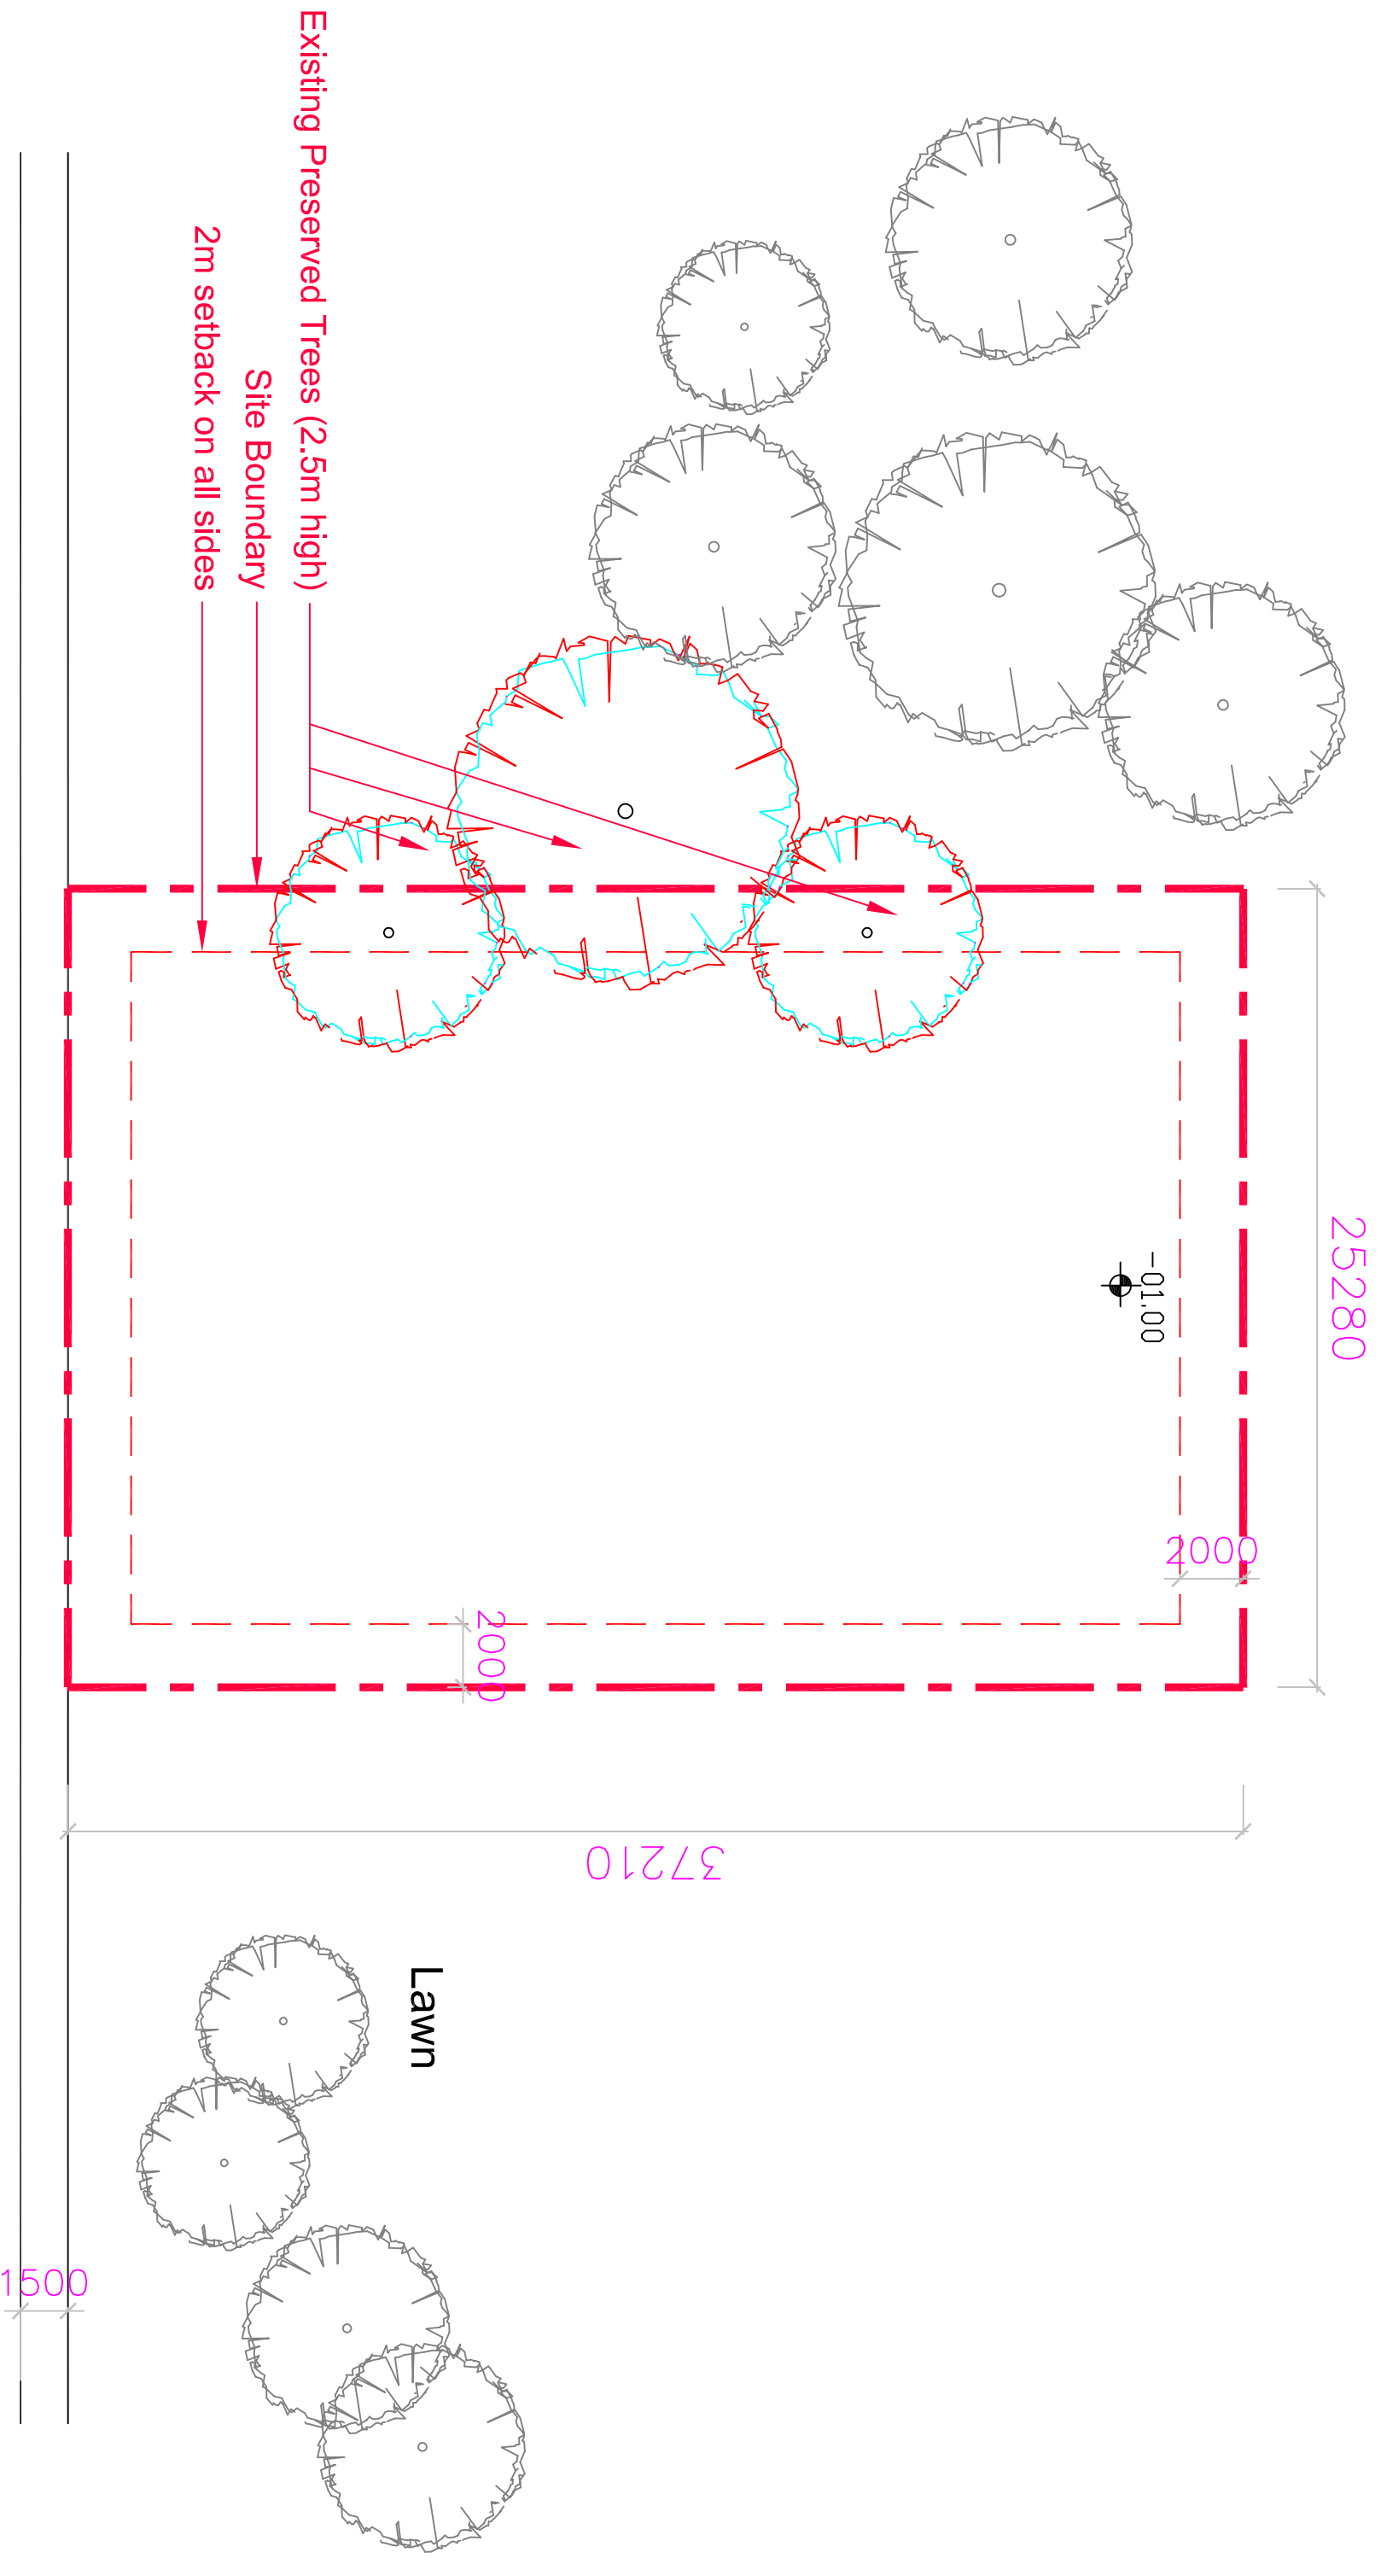 Existing Preserved Trees (2.5m high)
Site Boundary
2m setback on all sides
25280
-01.00
2000
2000
37210
Lawn
1500